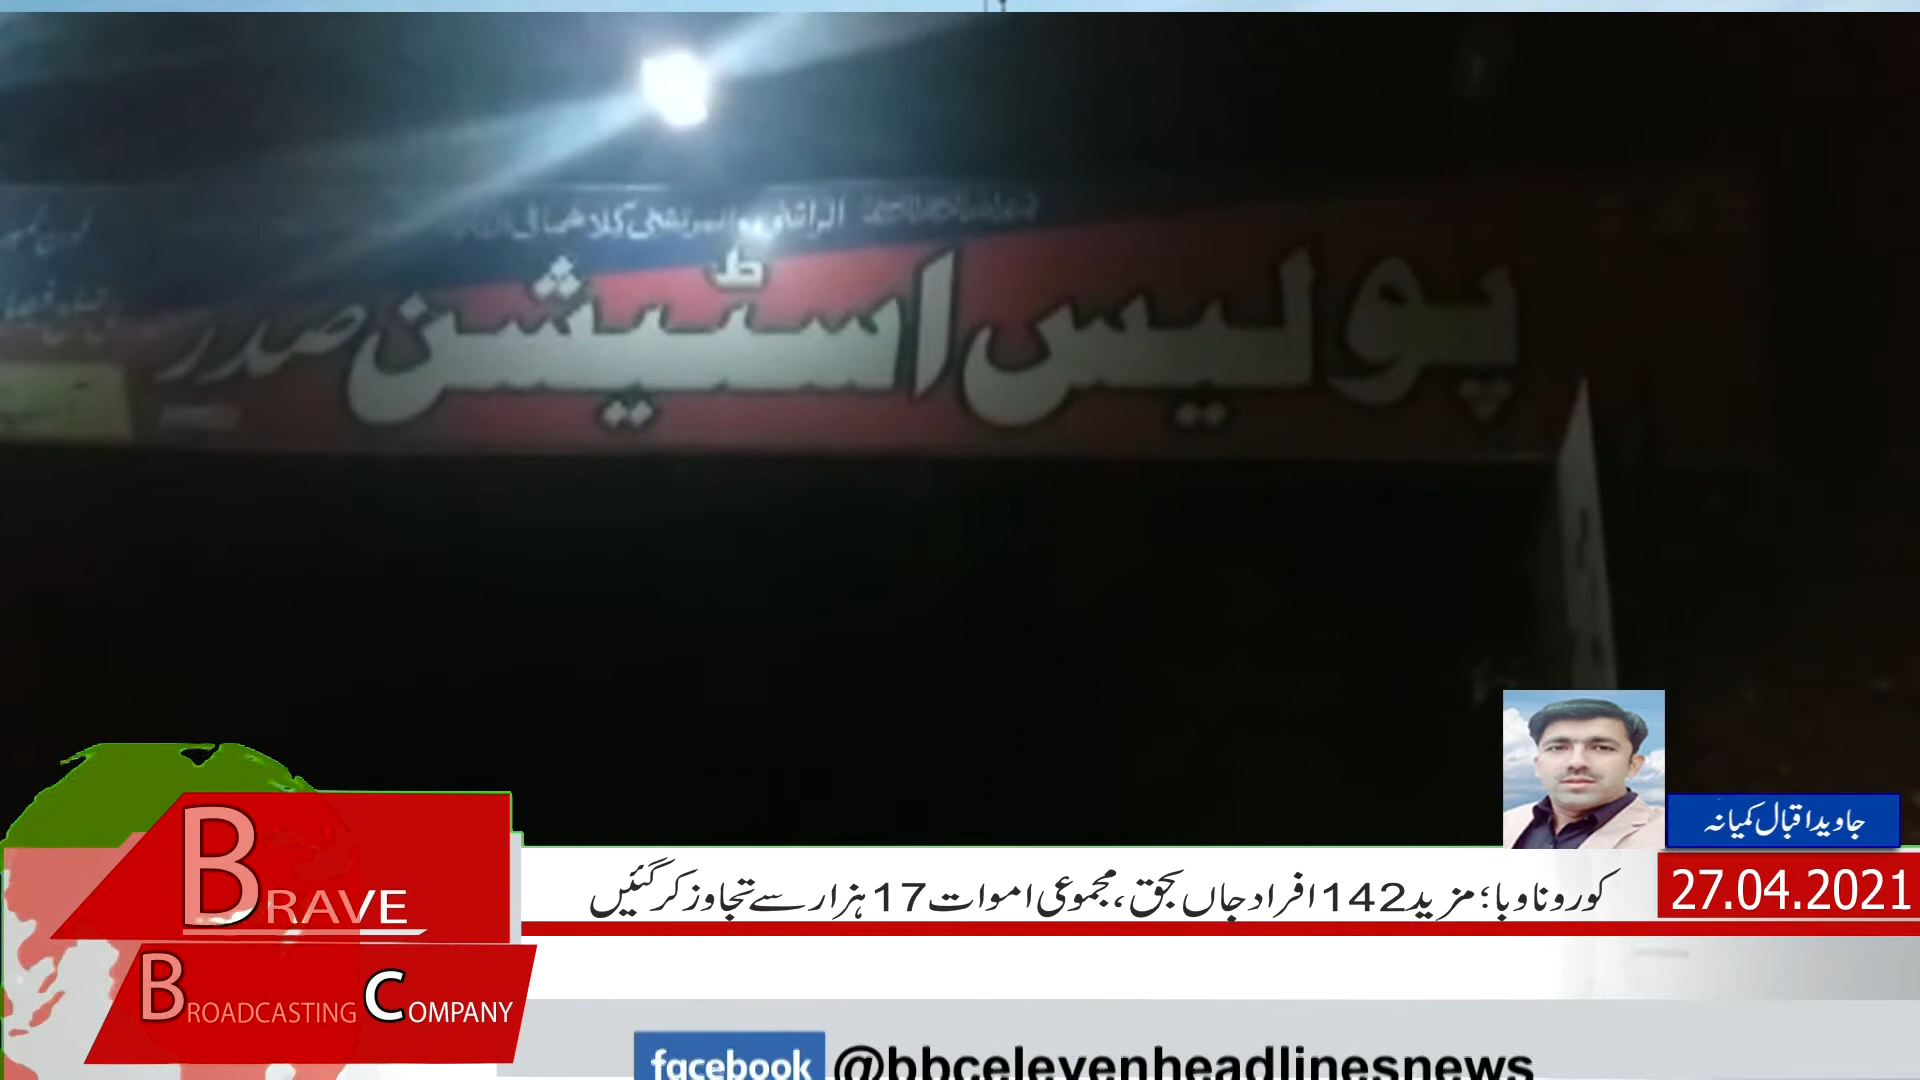 پولیس اسٹیشن صدر
جاوید اقبال کمیانہ
کورونا وبا؛ مزید 142 افراد جاں بحق، مجموعی اموات 17 ہزار سے تجاوز کر گئیں
27.04.2021
BRAVE
BROADCASTING COMPANY
facebook @bbcelevenheadlinesnews